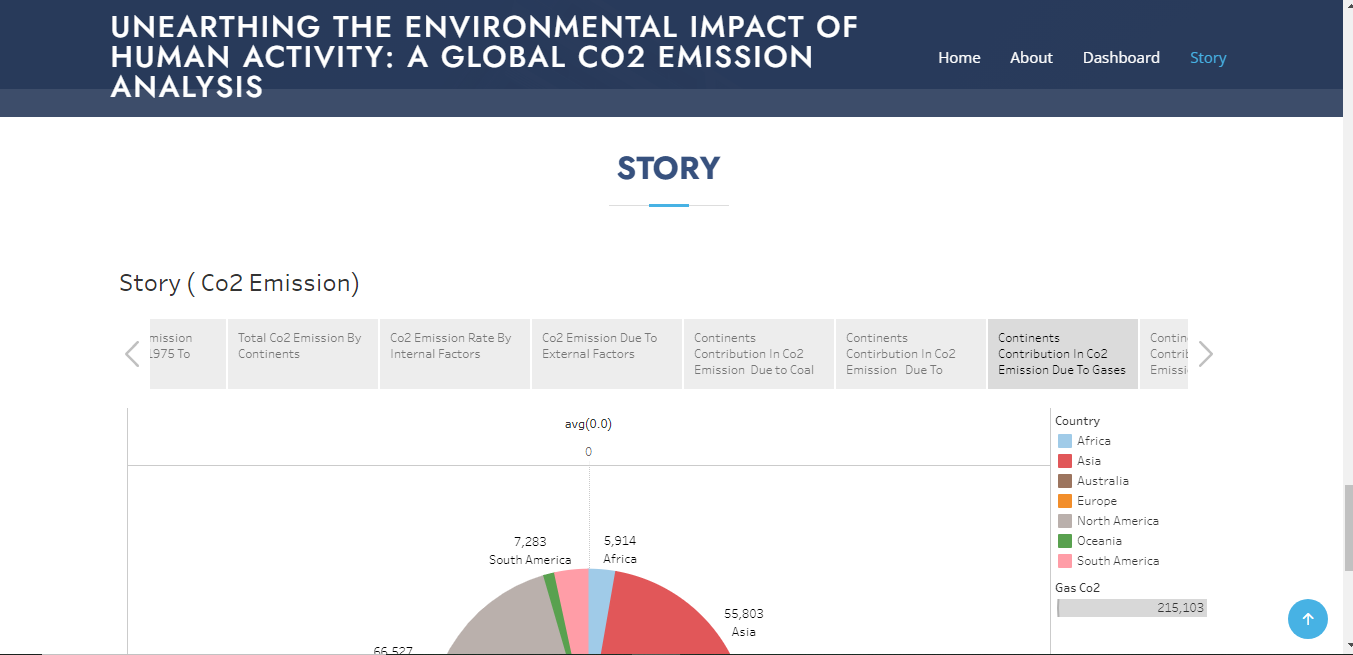 UNEARTHING THE ENVIRONMENTAL IMPACT OF
HUMAN ACTIVITY: A GLOBAL CO2 EMISSION
ANALYSIS
Home About Dashboard Story
STORY
Story ( Co2 Emission)
mission
1975 To
Total Co2 Emission By
Continents
Co2 Emission Rate By
Internal Factors
Co2 Emission Due To
External Factors
Continents
Contribution In Co2
Emission Due to Coal
Continents
Contirbution In Co2
Emission Due To
Continents
Contribution In Co2
Emission Due To Gases
Contin
Contrib
Emissi
avg(0.0)
0
7,283
South America
5,914
Africa
55,803
Asia
66,527
Country
Africa
Asia
Australia
Europe
North America
Oceania
South America
Gas Co2
215,103